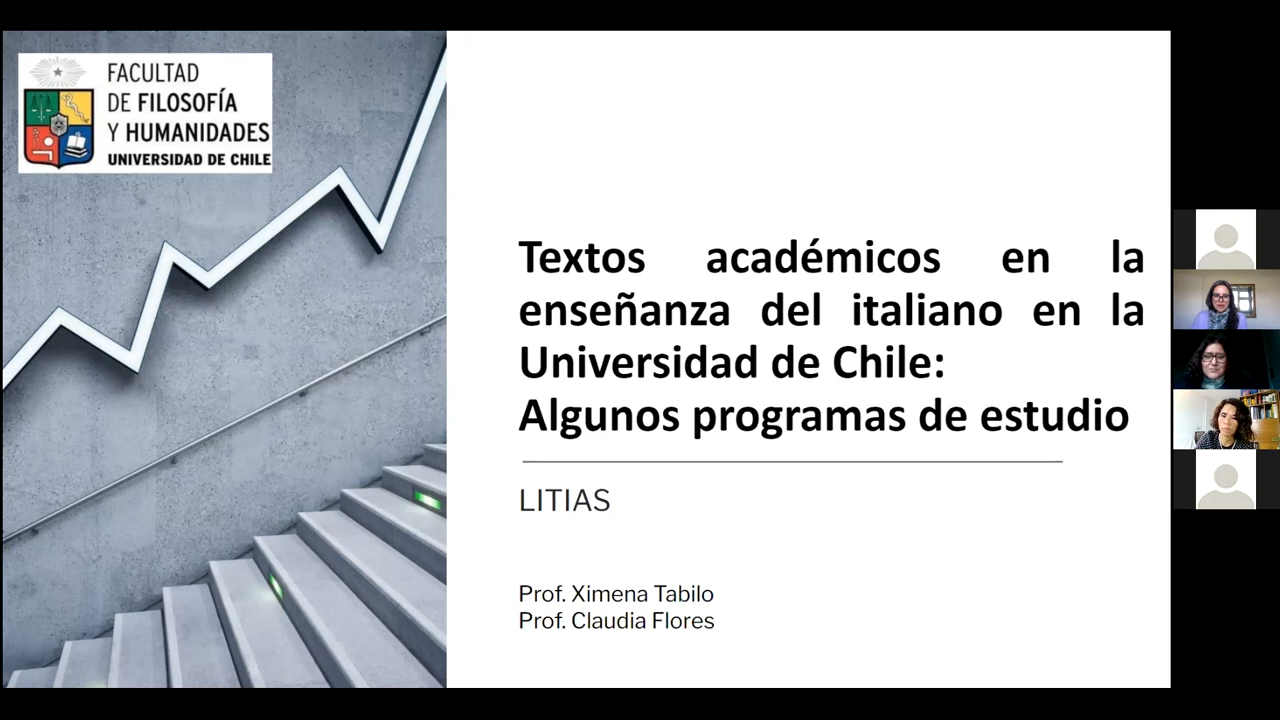 FACULTAD
DE FILOSOFÍA
Y HUMANIDADES
UNIVERSIDAD DE CHILE
Textos académicos en la
enseñanza del italiano en la
Universidad de Chile:
Algunos programas de estudio
LITIAS
Prof. Ximena Tabilo
Prof. Claudia Flores